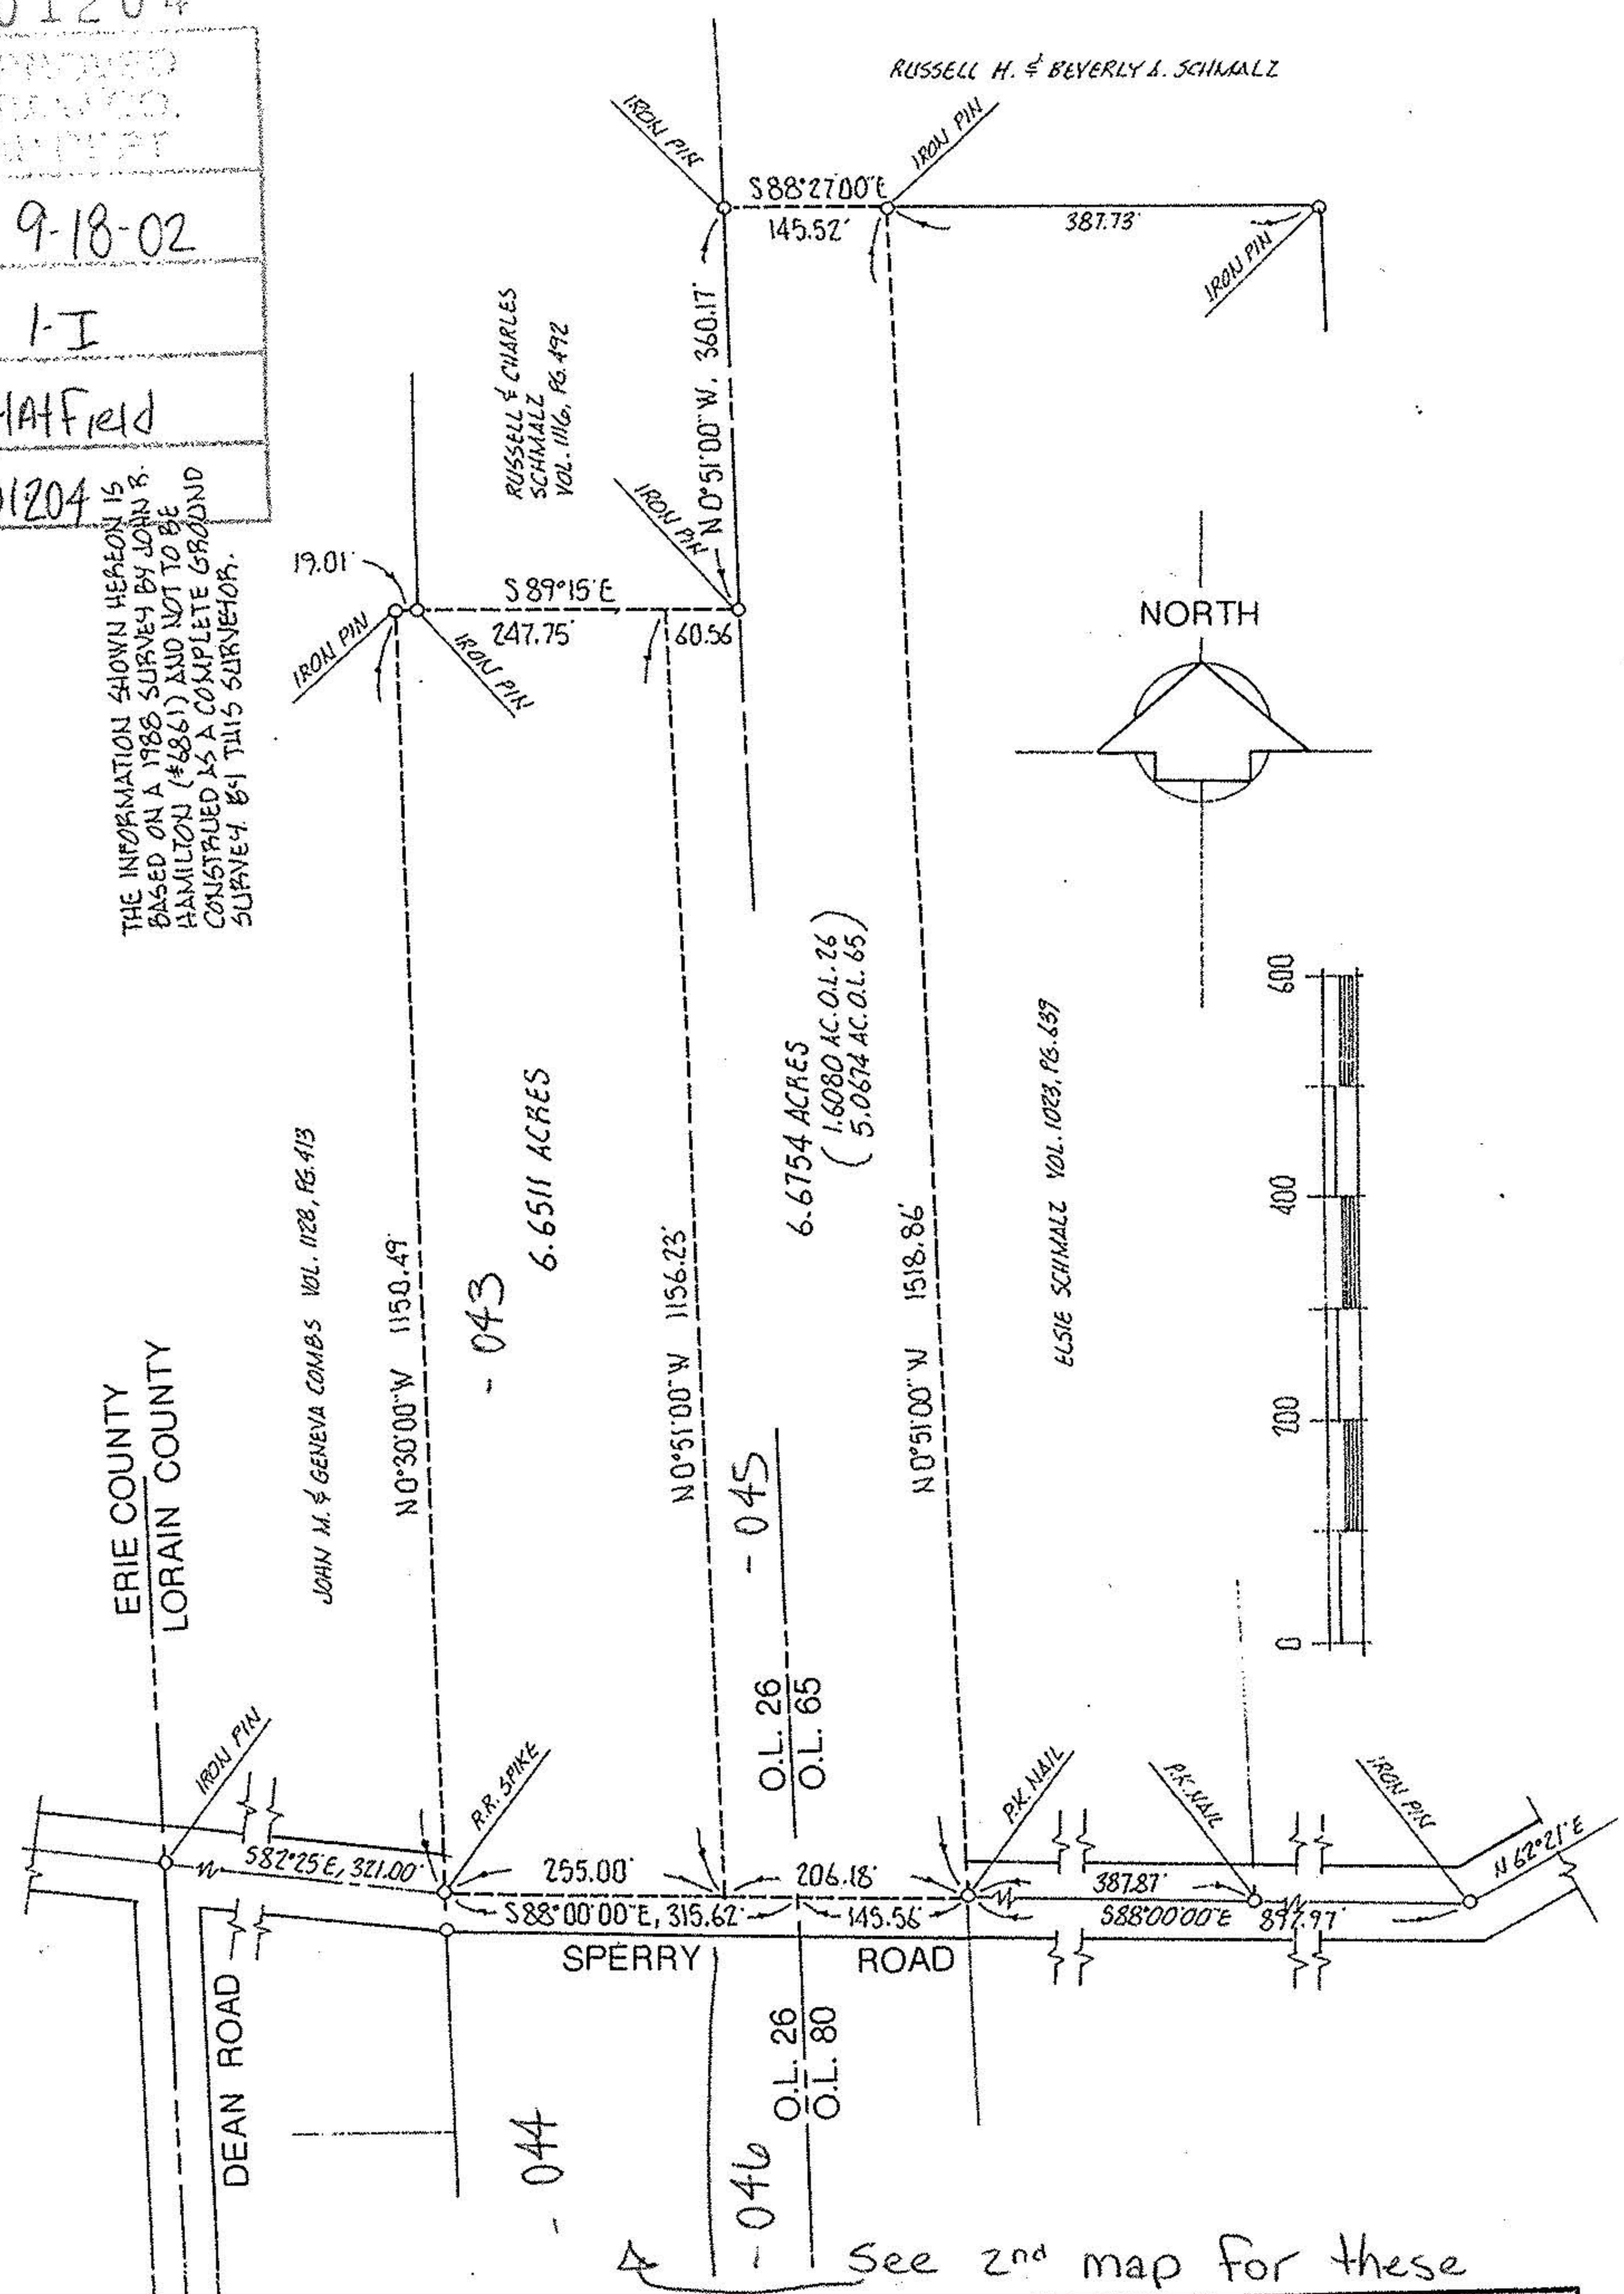 01204
9-18-02
1-I
HAtField
01204
THE INFORMATION SHOWN HEREON IS
BASED ON A 1988 SURVEY BY JOHN R.
HAMILTON (#6861) AND NOT TO BE
CONSTRUED AS A COMPLETE GROUND
SURVEY BY THIS SURVEYOR.
RUSSELL H. & BEVERLY A. SCHMALZ
IRON PIN
IRON PIN
S88°27'00"E
145.52'
387.73'
IRON PIN
RUSSELL & CHARLES
SCHMALZ
VOL. 1116, PG. 492
N0°51'00"W, 360.17'
IRON PIN
19.01'
S89°15'E
247.75'
60.56
IRON PIN
IRON PIN
NORTH
JOHN M. & GENEVA COMBS VOL. 1128, PG. 413
N0°30'00"W 1150.49'
- 043
6.6511 ACRES
N0°51'00"W 1156.23'
- 045
6.6754 ACRES
( 1.6080 AC. O.L. 26 )
( 5.0674 AC. O.L. 65 )
N0°51'00"W 1518.86'
ELSIE SCHMALZ VOL. 1023, PG. 639
0 200 400 600
ERIE COUNTY
LORAIN COUNTY
O.L. 26
O.L. 65
IRON PIN
R.R. SPIKE
P.K. NAIL
P.K. NAIL
IRON PIN
S82°25'E, 321.00'
255.00'
206.18'
387.87'
N 62°21'E
S88°00'00"E, 315.62'
145.56'
S88°00'00"E
SPERRY ROAD
DEAN ROAD
O.L. 26
O.L. 80
- 044
- 046
See 2nd map for these